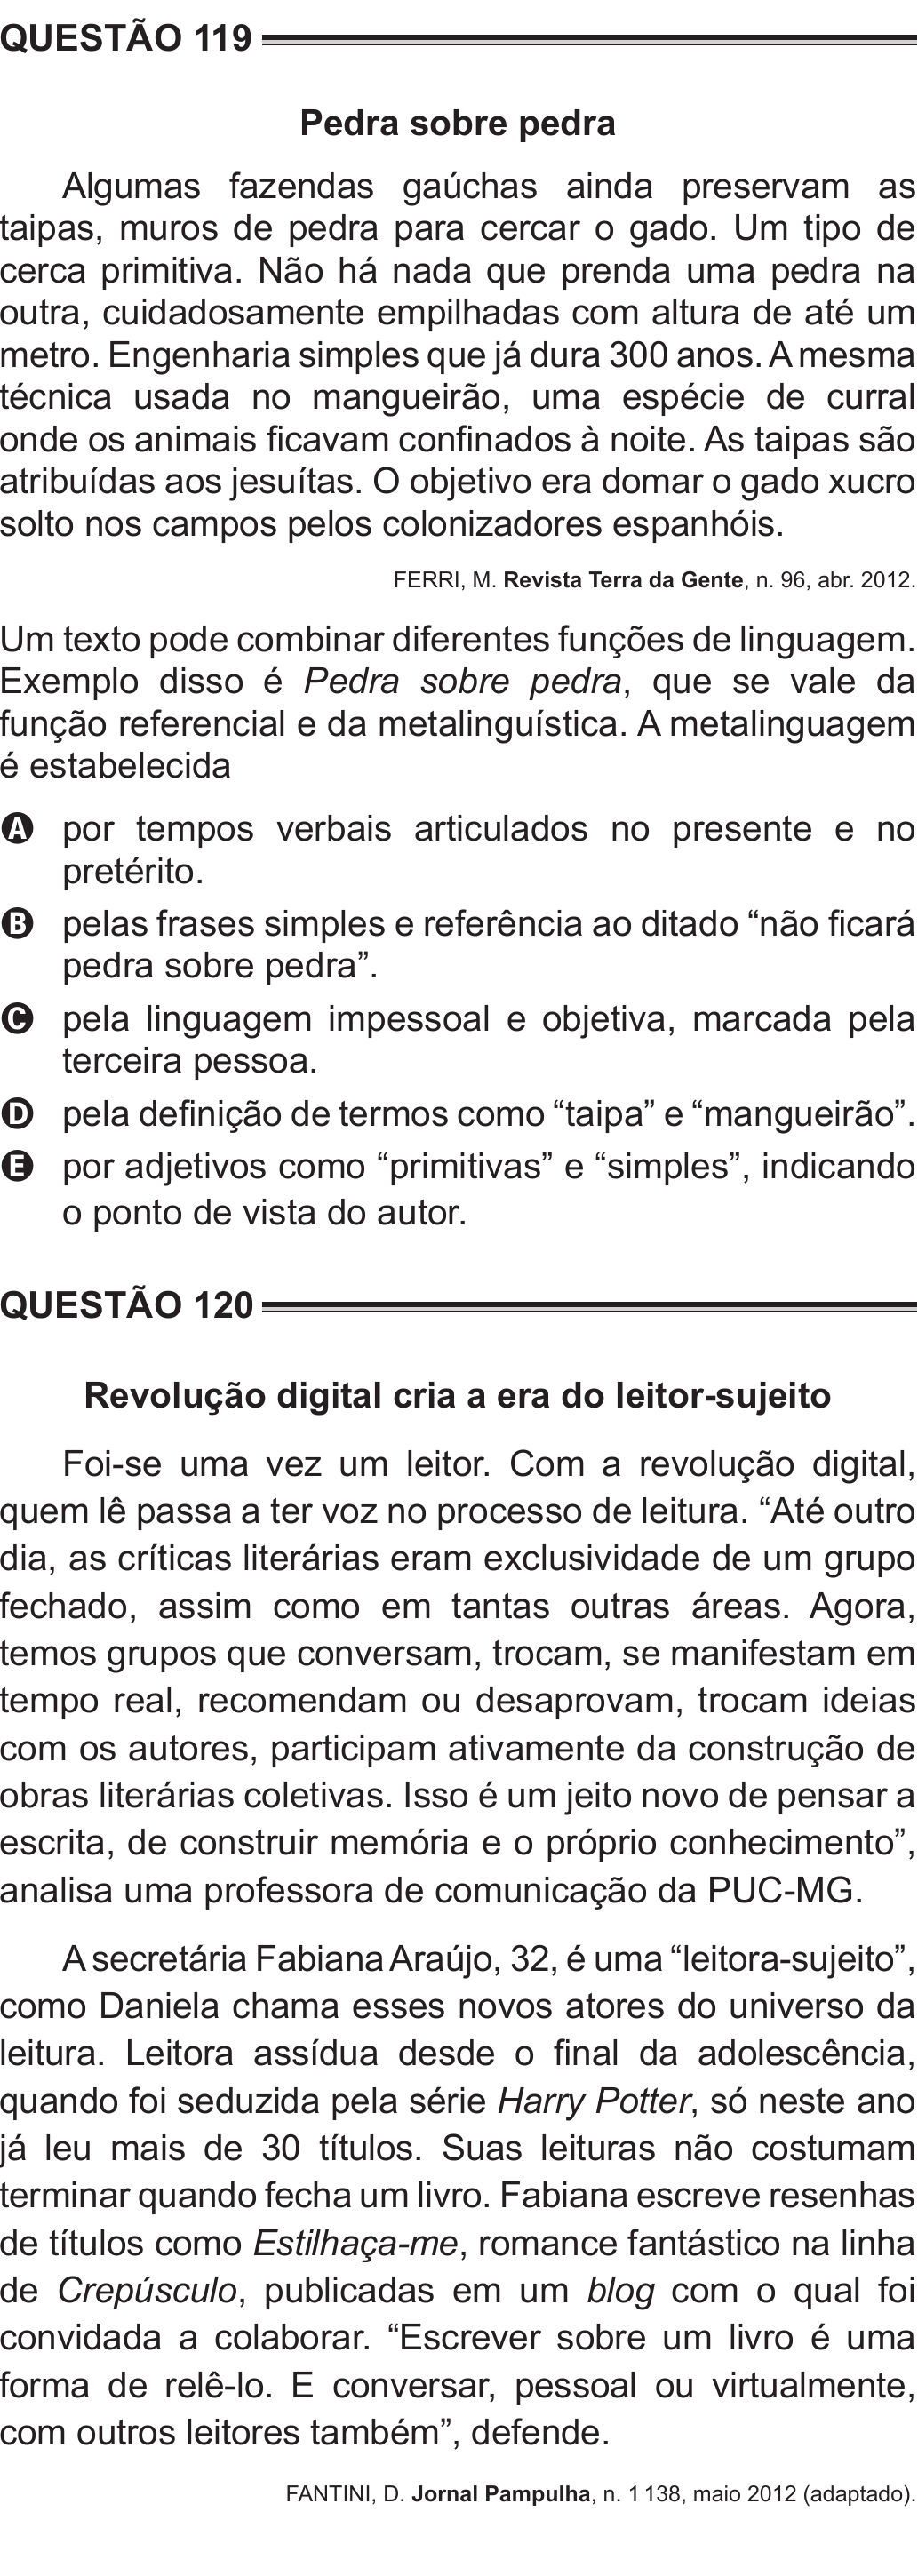 QUESTÃO 119
Pedra sobre pedra
Algumas fazendas gaúchas ainda preservam as
taipas, muros de pedra para cercar o gado. Um tipo de
cerca primitiva. Não há nada que prenda uma pedra na
outra, cuidadosamente empilhadas com altura de até um
metro. Engenharia simples que já dura 300 anos. A mesma
técnica usada no mangueirão, uma espécie de curral
onde os animais ficavam confinados à noite. As taipas são
atribuídas aos jesuítas. O objetivo era domar o gado xucro
solto nos campos pelos colonizadores espanhóis.
FERRI, M. Revista Terra da Gente, n. 96, abr. 2012.
Um texto pode combinar diferentes funções de linguagem.
Exemplo disso é Pedra sobre pedra, que se vale da
função referencial e da metalinguística. A metalinguagem
é estabelecida
A por tempos verbais articulados no presente e no
pretérito.
B pelas frases simples e referência ao ditado “não ficará
pedra sobre pedra”.
C pela linguagem impessoal e objetiva, marcada pela
terceira pessoa.
D pela definição de termos como “taipa” e “mangueirão”.
E por adjetivos como “primitivas” e “simples”, indicando
o ponto de vista do autor.
QUESTÃO 120
Revolução digital cria a era do leitor-sujeito
Foi-se uma vez um leitor. Com a revolução digital,
quem lê passa a ter voz no processo de leitura. “Até outro
dia, as críticas literárias eram exclusividade de um grupo
fechado, assim como em tantas outras áreas. Agora,
temos grupos que conversam, trocam, se manifestam em
tempo real, recomendam ou desaprovam, trocam ideias
com os autores, participam ativamente da construção de
obras literárias coletivas. Isso é um jeito novo de pensar a
escrita, de construir memória e o próprio conhecimento”,
analisa uma professora de comunicação da PUC-MG.
A secretária Fabiana Araújo, 32, é uma “leitora-sujeito”,
como Daniela chama esses novos atores do universo da
leitura. Leitora assídua desde o final da adolescência,
quando foi seduzida pela série Harry Potter, só neste ano
já leu mais de 30 títulos. Suas leituras não costumam
terminar quando fecha um livro. Fabiana escreve resenhas
de títulos como Estilhaça-me, romance fantástico na linha
de Crepúsculo, publicadas em um blog com o qual foi
convidada a colaborar. “Escrever sobre um livro é uma
forma de relê-lo. E conversar, pessoal ou virtualmente,
com outros leitores também”, defende.
FANTINI, D. Jornal Pampulha, n. 1 138, maio 2012 (adaptado).